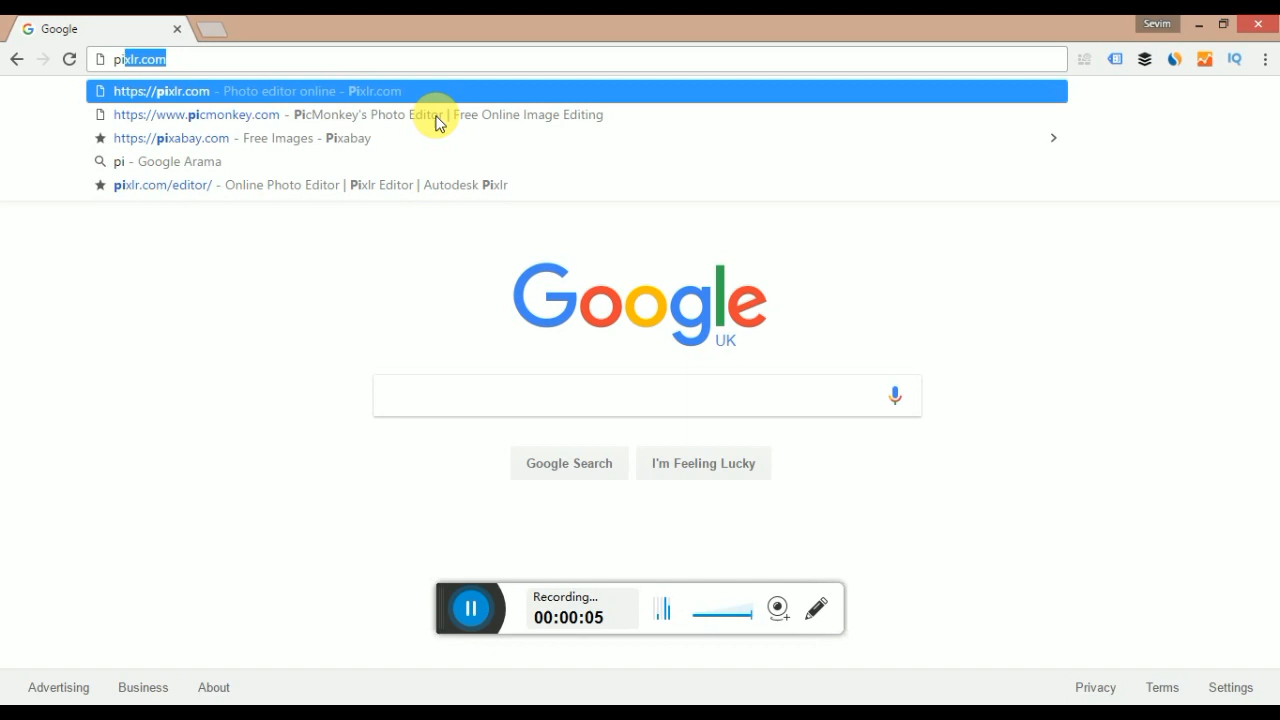 Google
Sevim
pixlr.com
https://pixlr.com - Photo editor online - Pixlr.com
https://www.picmonkey.com - PicMonkey's Photo Editor | Free Online Image Editing
https://pixabay.com - Free Images - Pixabay
pi - Google Arama
pixlr.com/editor/ - Online Photo Editor | Pixlr Editor | Autodesk Pixlr
Google
UK
Google Search
I'm Feeling Lucky
Recording...
00:00:05
Advertising Business About Privacy Terms Settings